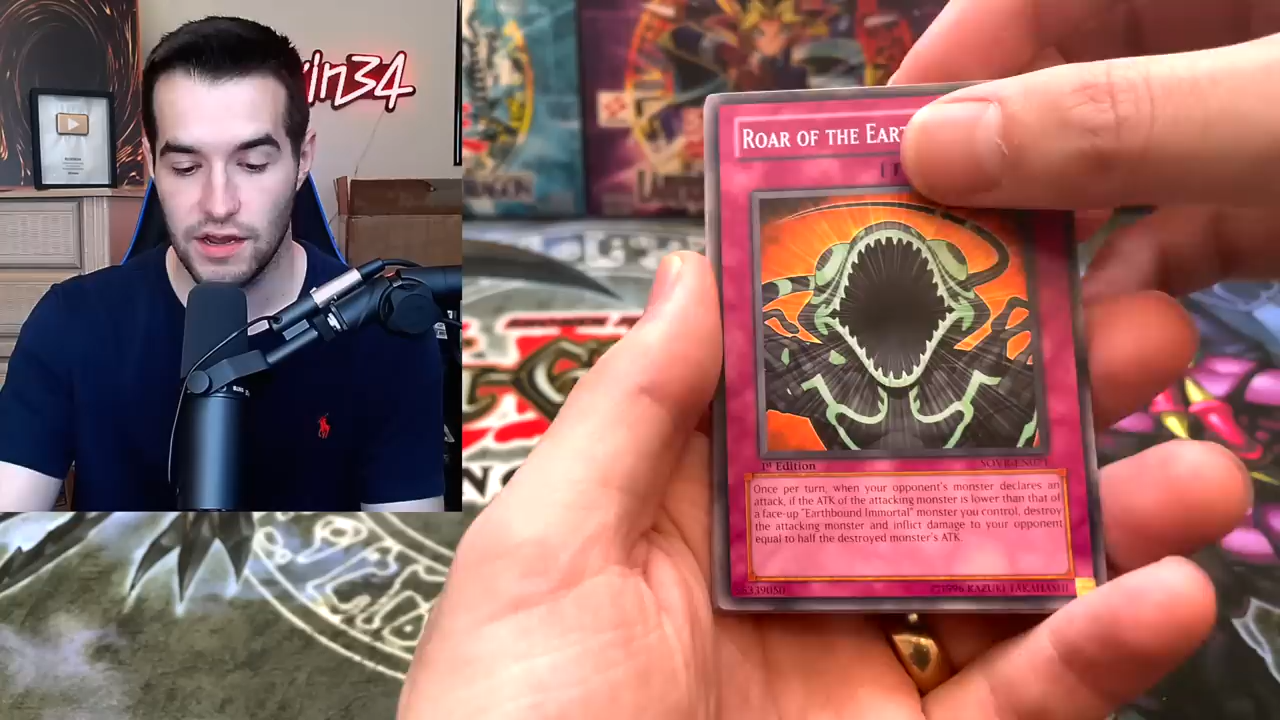 in34
ROAR OF THE EART
1st Edition
Once per turn, when your opponent's monster declares an
attack, if the ATK of the attacking monster is lower than that of
a face-up "Earthbound Immortal" monster you control, destroy
the attacking monster and inflict damage to your opponent
equal to half the destroyed monster's ATK.
©1996 KAZUKI TAKAHASHI